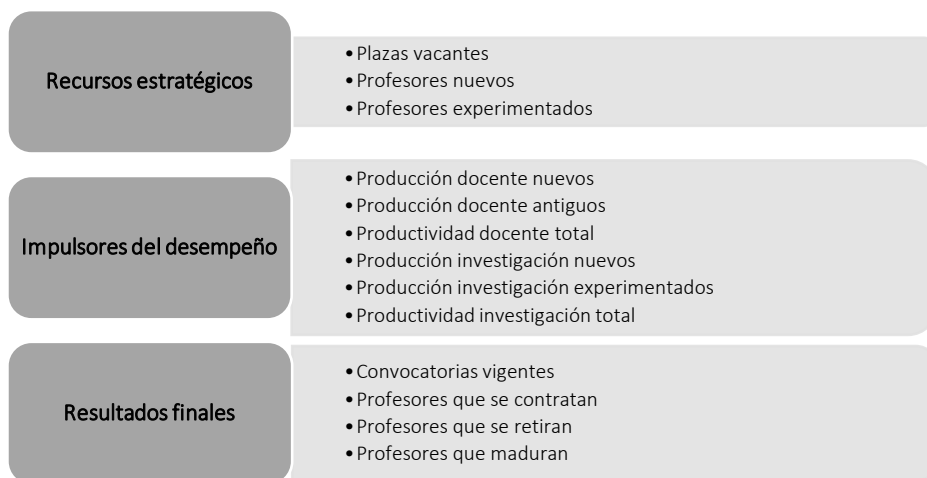 Recursos estratégicos
• Plazas vacantes
• Profesores nuevos
• Profesores experimentados
Impulsores del desempeño
• Producción docente nuevos
• Producción docente antiguos
• Productividad docente total
• Producción investigación nuevos
• Producción investigación experimentados
• Productividad investigación total
Resultados finales
• Convocatorias vigentes
• Profesores que se contratan
• Profesores que se retiran
• Profesores que maduran